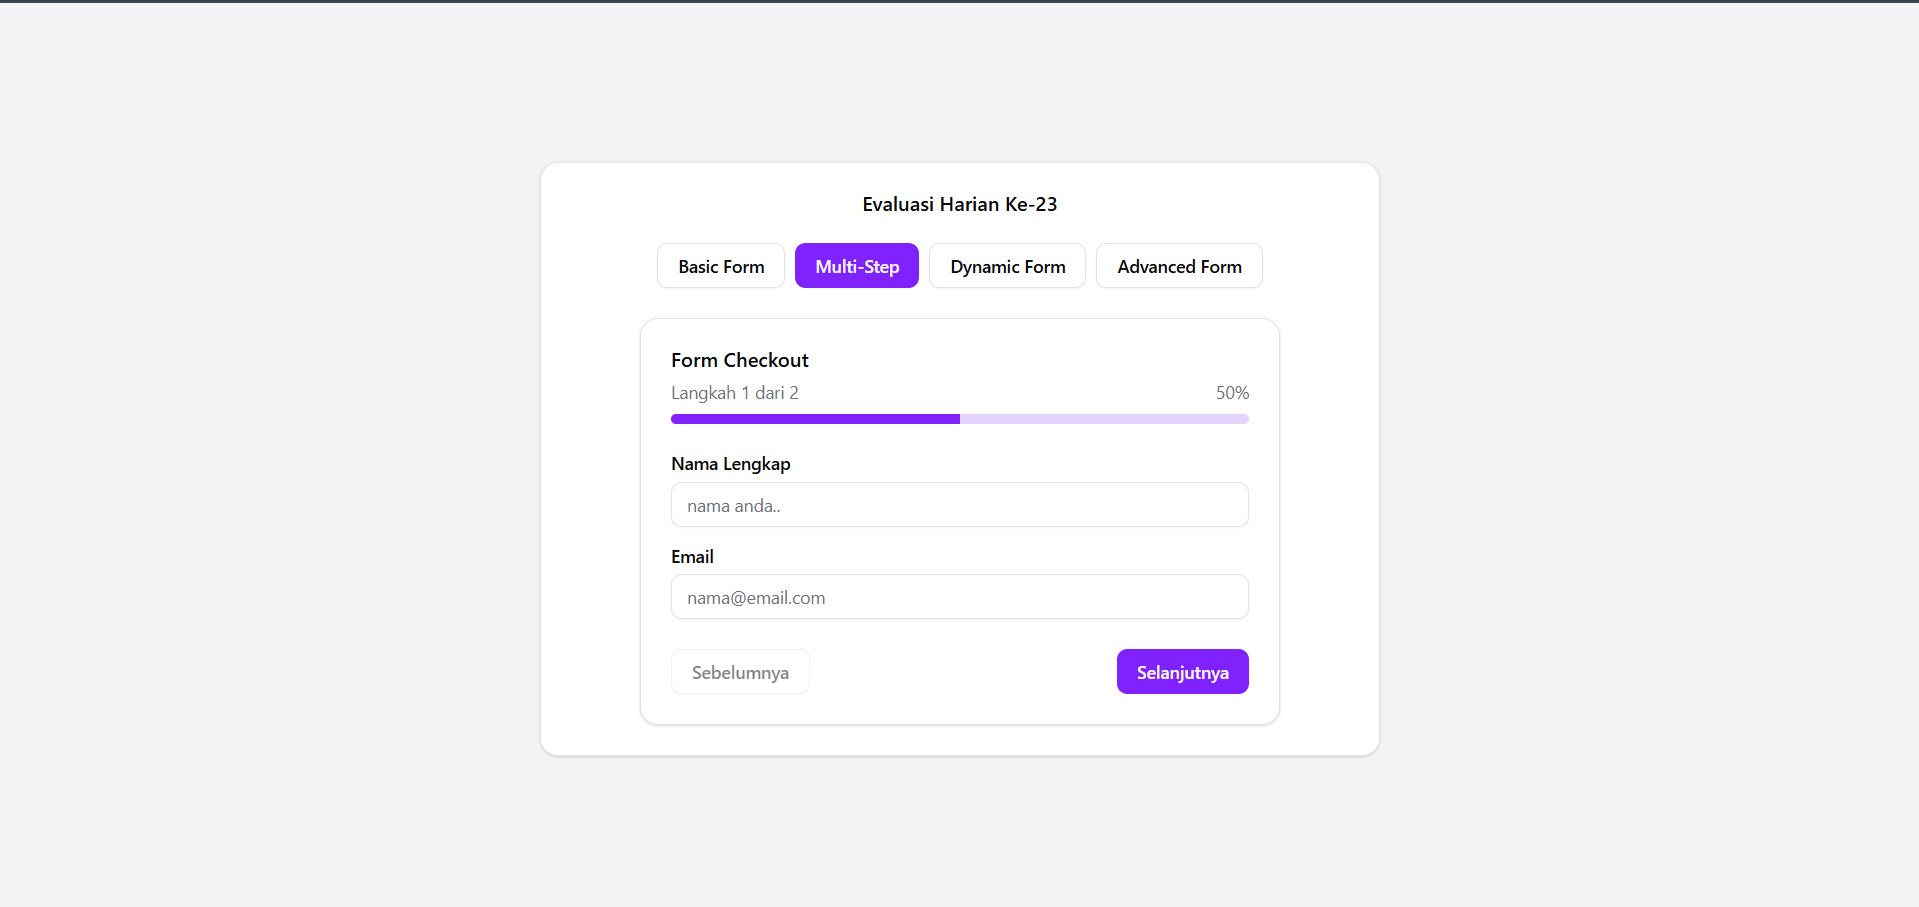 Evaluasi Harian Ke-23
Basic Form Multi-Step Dynamic Form Advanced Form
Form Checkout
Langkah 1 dari 2 50%
Nama Lengkap
nama anda..
Email
nama@email.com
Sebelumnya Selanjutnya